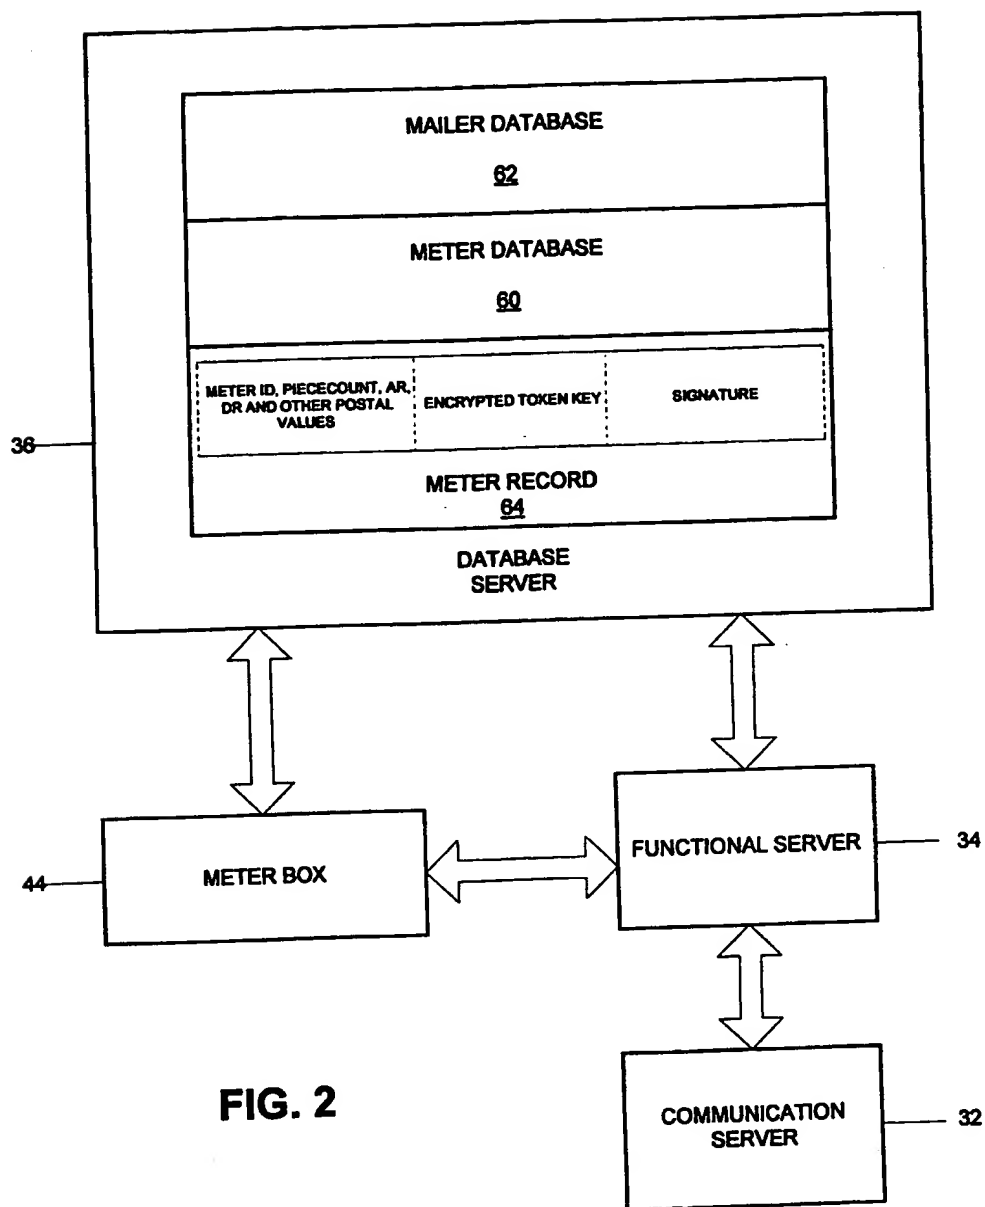 MAILER DATABASE
62
METER DATABASE
60
METER ID, PIECECOUNT, AR,
DR AND OTHER POSTAL
VALUES
ENCRYPTED TOKEN KEY
SIGNATURE
METER RECORD
64
36
DATABASE
SERVER
44
METER BOX
FUNCTIONAL SERVER
34
COMMUNICATION
SERVER
32
FIG. 2